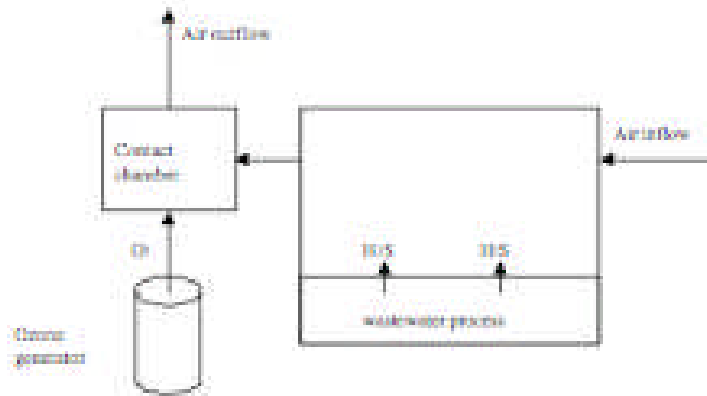 Air outflow
Contact
chamber
Air inflow
H2S
H2S
O3
wastewater process
Ozone
generator